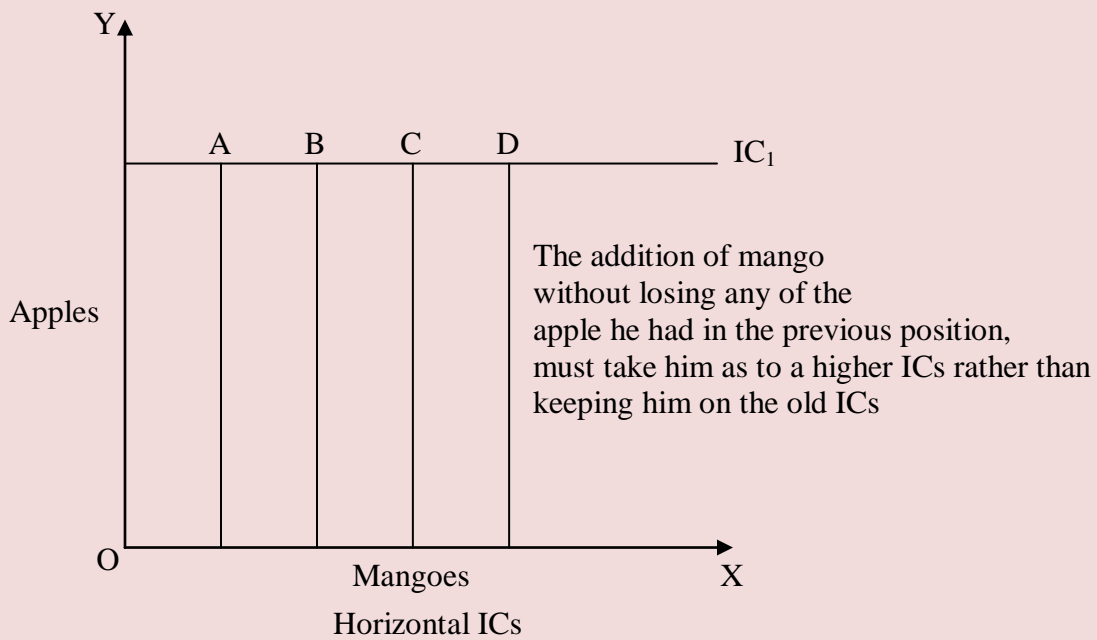 Y
A B C D
IC₁
The addition of mango
without losing any of the
Apples
apple he had in the previous position,
must take him as to a higher ICs rather than
keeping him on the old ICs
O
Mangoes
X
Horizontal ICs